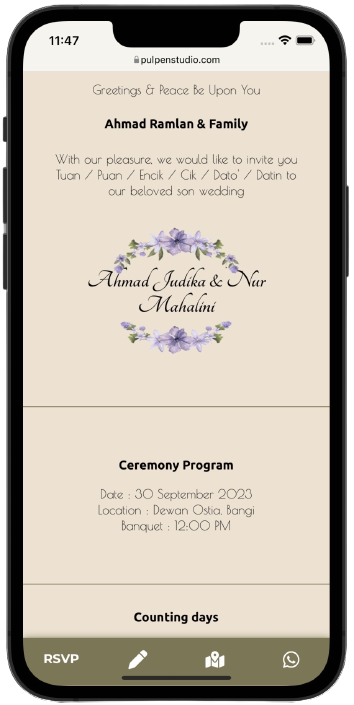 11:47
pulpenstudio.com
Greetings & Peace Be Upon You
Ahmad Ramlan & Family
With our pleasure, we would like to invite you
Tuan / Puan / Encik / Cik / Dato' / Datin to
our beloved son wedding
Ahmad Judika & Nur
Mahalini
Ceremony Program
Date : 30 September 2023
Location : Dewan Ostia, Bangi
Banquet : 12:00 PM
Counting days
RSVP